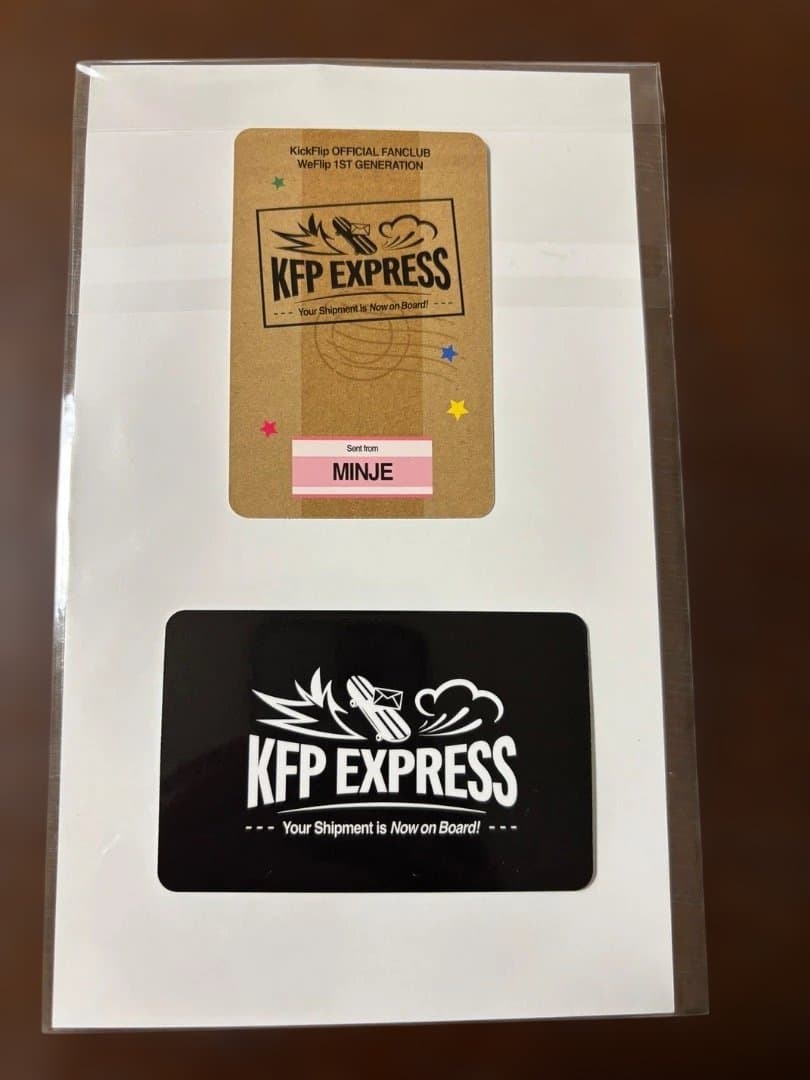 KickFlip OFFICIAL FANCLUB
WeFlip 1ST GENERATION
KFP EXPRESS
--- Your Shipment is Now on Board! ---
Sent from
MINJE
KFP EXPRESS
--- Your Shipment is Now on Board! ---